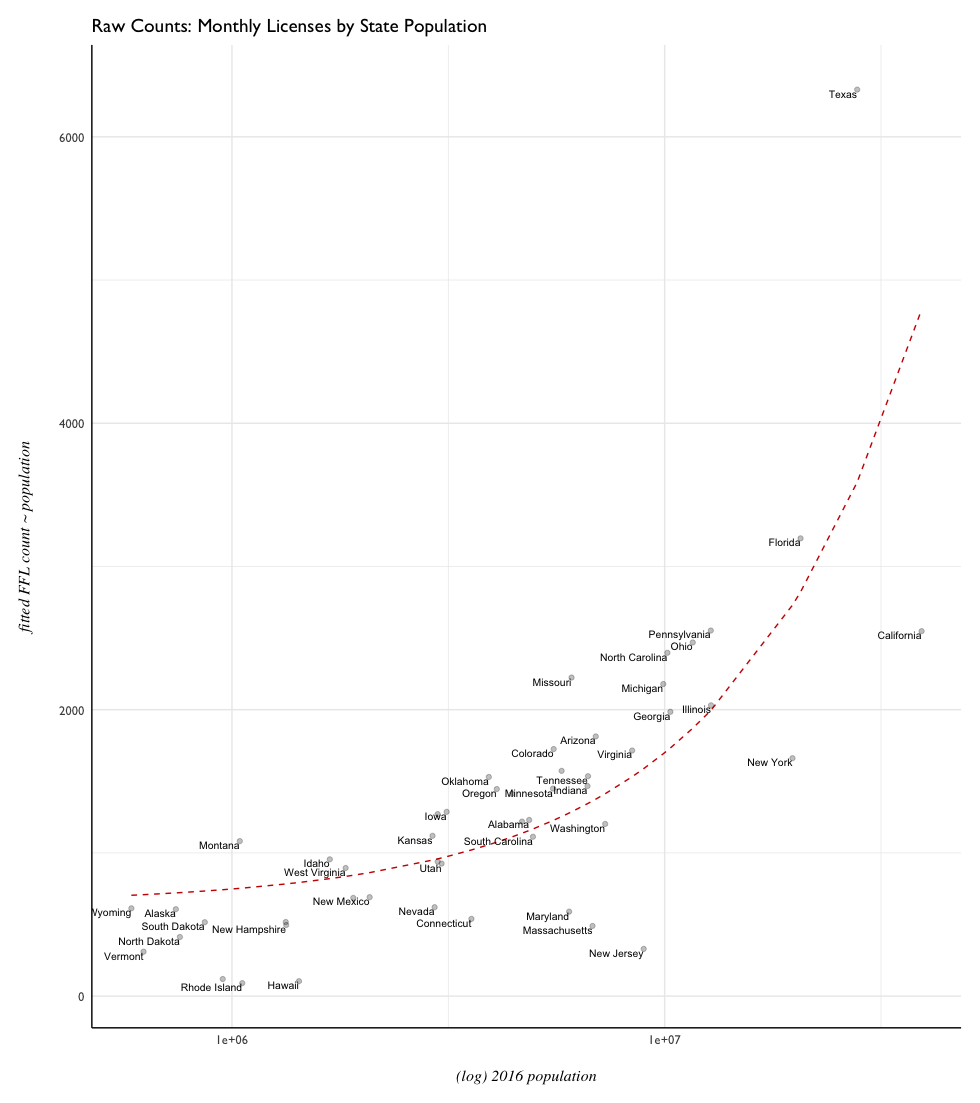 Raw Counts: Monthly Licenses by State Population
Texas
6000
4000
fitted FFL count ~ population
Florida
Pennsylvania
California
Ohio
North Carolina
Missouri
Michigan
2000
Illinois
Georgia
Arizona
Colorado
Virginia
New York
Oklahoma
Tennessee
Oregon
Minnesota
Indiana
Iowa
Alabama
Washington
Kansas
South Carolina
Montana
Idaho
Utah
West Virginia
New Mexico
Wyoming
Alaska
Nevada
Maryland
South Dakota
New Hampshire
Connecticut
Massachusetts
North Dakota
Vermont
New Jersey
Rhode Island
Hawaii
0
1e+06
1e+07
(log) 2016 population